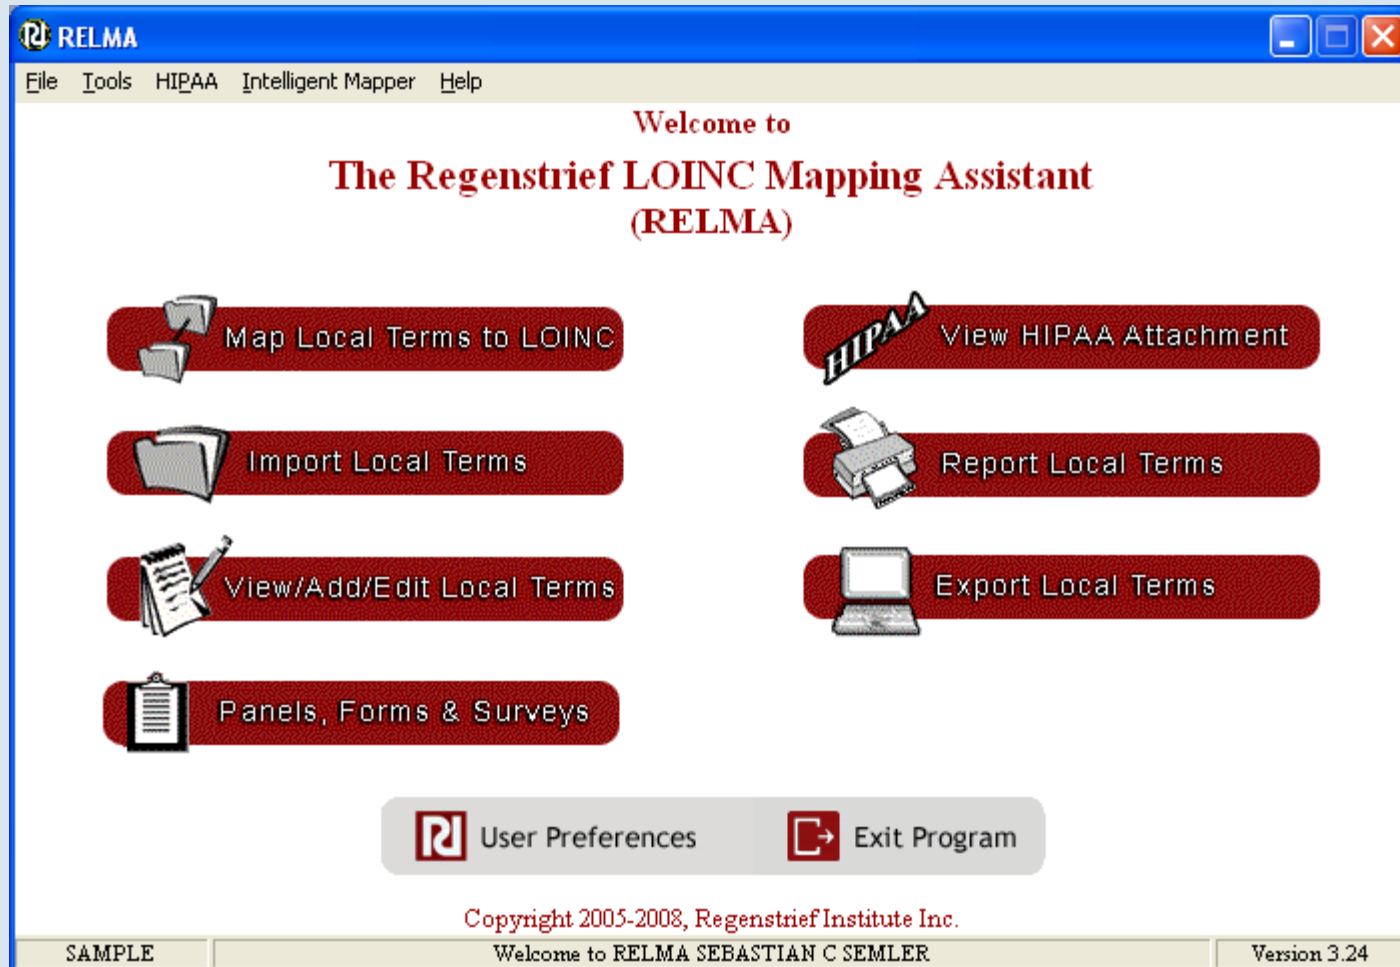 RELMA
File Tools HIPAA Intelligent Mapper Help
Welcome to
The Regenstrief LOINC Mapping Assistant
(RELMA)
Map Local Terms to LOINC
HIPAA View HIPAA Attachment
Import Local Terms
Report Local Terms
View/Add/Edit Local Terms
Export Local Terms
Panels, Forms & Surveys
User Preferences
Exit Program
Copyright 2005-2008, Regenstrief Institute Inc.
SAMPLE
Welcome to RELMA SEBASTIAN C SEMLER
Version 3.24